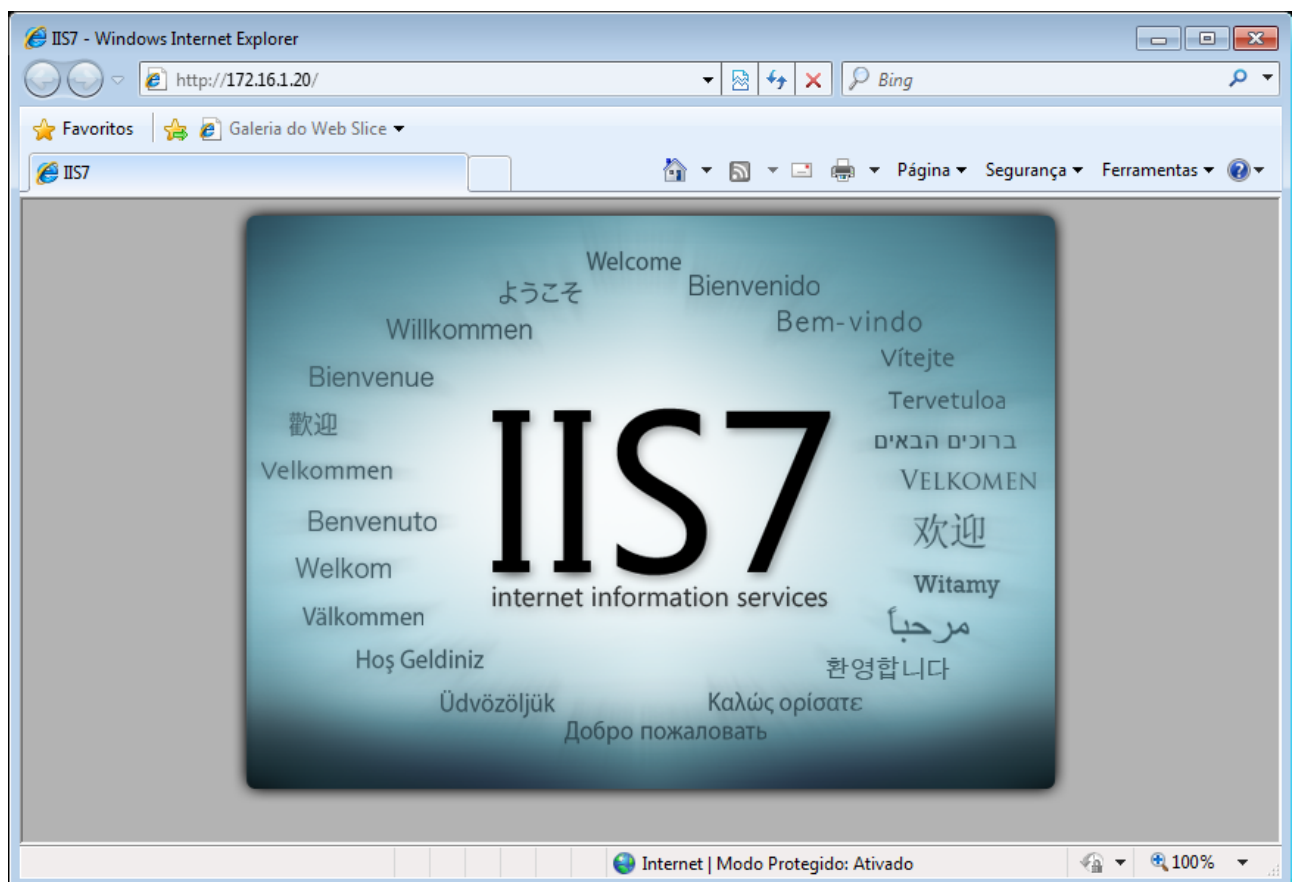 IIS7 - Windows Internet Explorer
http://172.16.1.20/
Bing
Favoritos
Galeria do Web Slice
IIS7
Página
Segurança
Ferramentas
Welcome
ようこそ
Bienvenido
Willkommen
Bem-vindo
Vítejte
Bienvenue
Tervetuloa
歡迎
ברוכים הבאים
Velkommen
VELKOMEN
IIS7
Benvenuto
欢迎
Welkom
Witamy
internet information services
Välkommen
مرحباً
Hoş Geldiniz
환영합니다
Üdvözöljük
Καλώς ορίσατε
Добро пожаловать
Internet | Modo Protegido: Ativado
100%